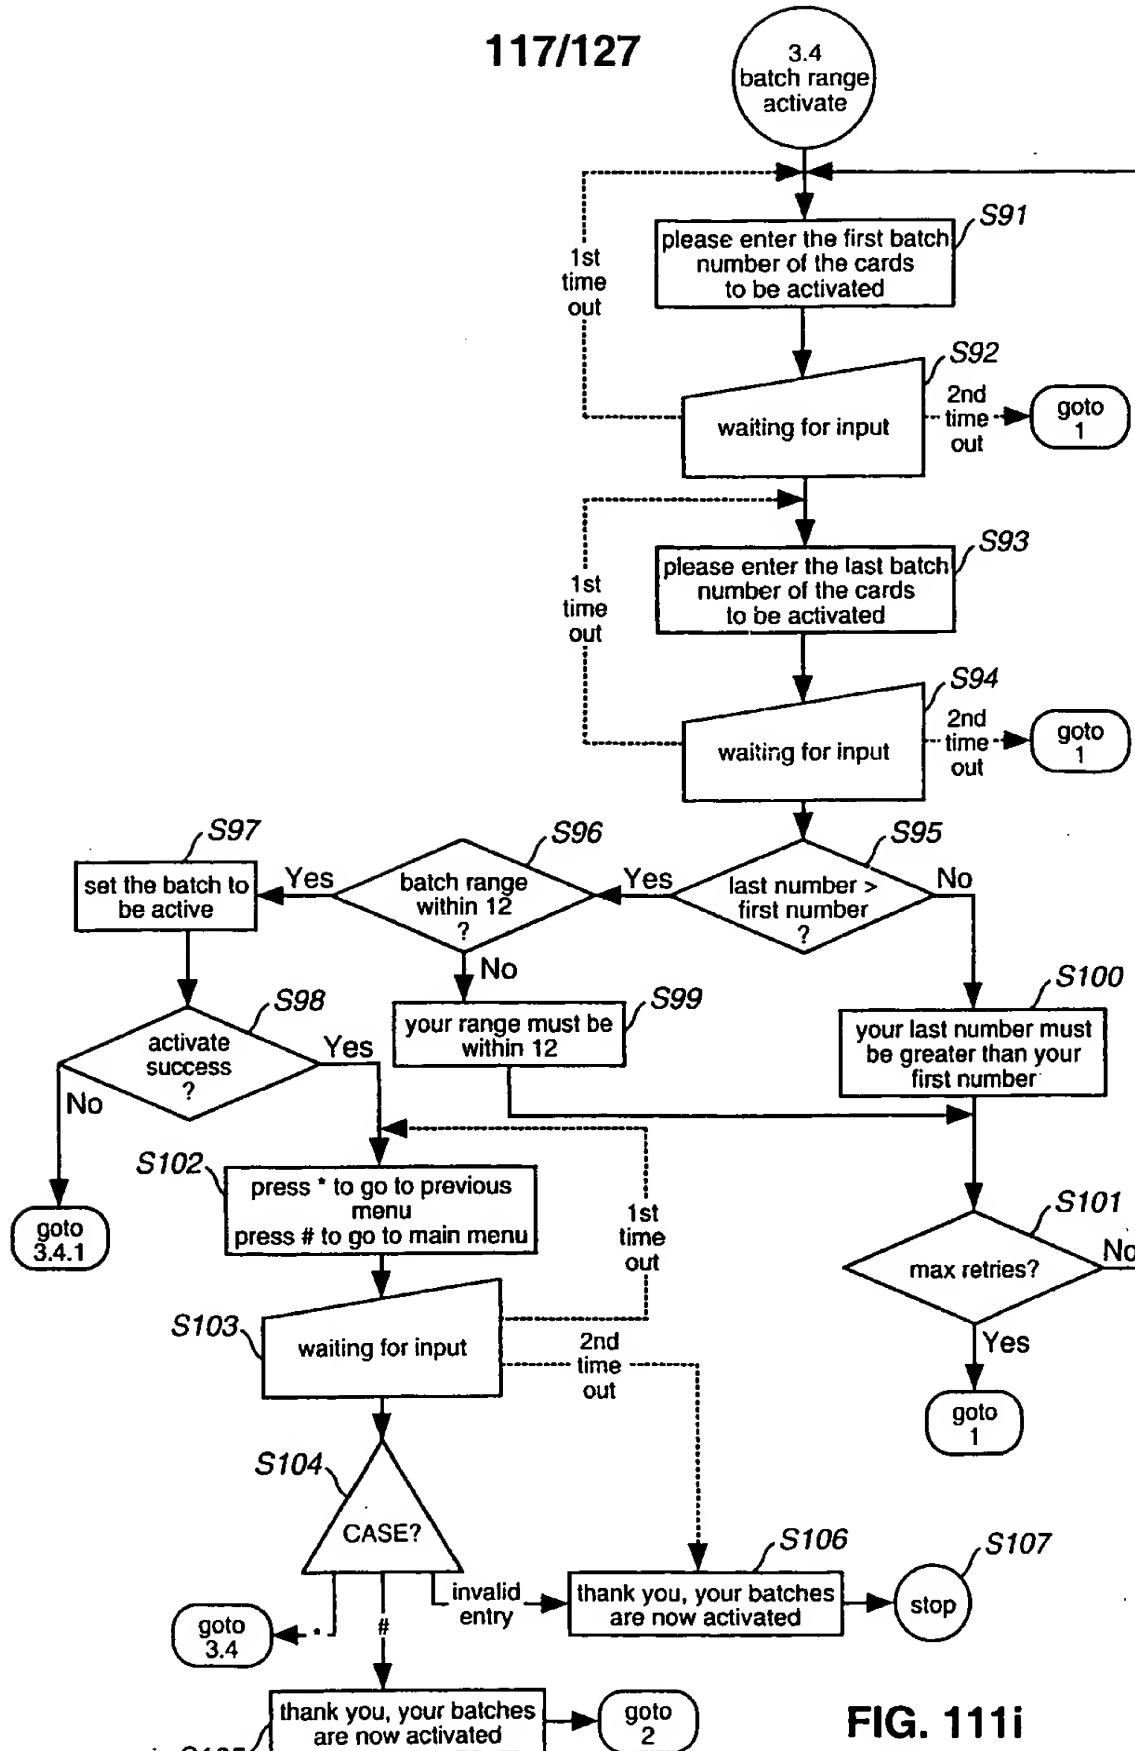 117/127
3.4
batch range
activate
S91
please enter the first batch
number of the cards
to be activated
1st
time
out
S92
waiting for input
2nd
time
out
goto
1
S93
please enter the last batch
number of the cards
to be activated
1st
time
out
S94
waiting for input
2nd
time
out
goto
1
S97
set the batch to
be active
Yes
S96
batch range
within 12
?
Yes
S95
last number >
first number
?
No
No
S98
activate
success
?
Yes
No
S99
your range must be
within 12
S100
your last number must
be greater than your
first number
goto
3.4.1
S102
press * to go to previous
menu
press # to go to main menu
1st
time
out
S101
max retries?
No
Yes
goto
1
S103
waiting for input
2nd
time
out
S104
CASE?
goto
3.4
*
#
invalid
entry
S106
thank you, your batches
are now activated
S107
stop
thank you, your batches
are now activated
goto
2
FIG. 111i